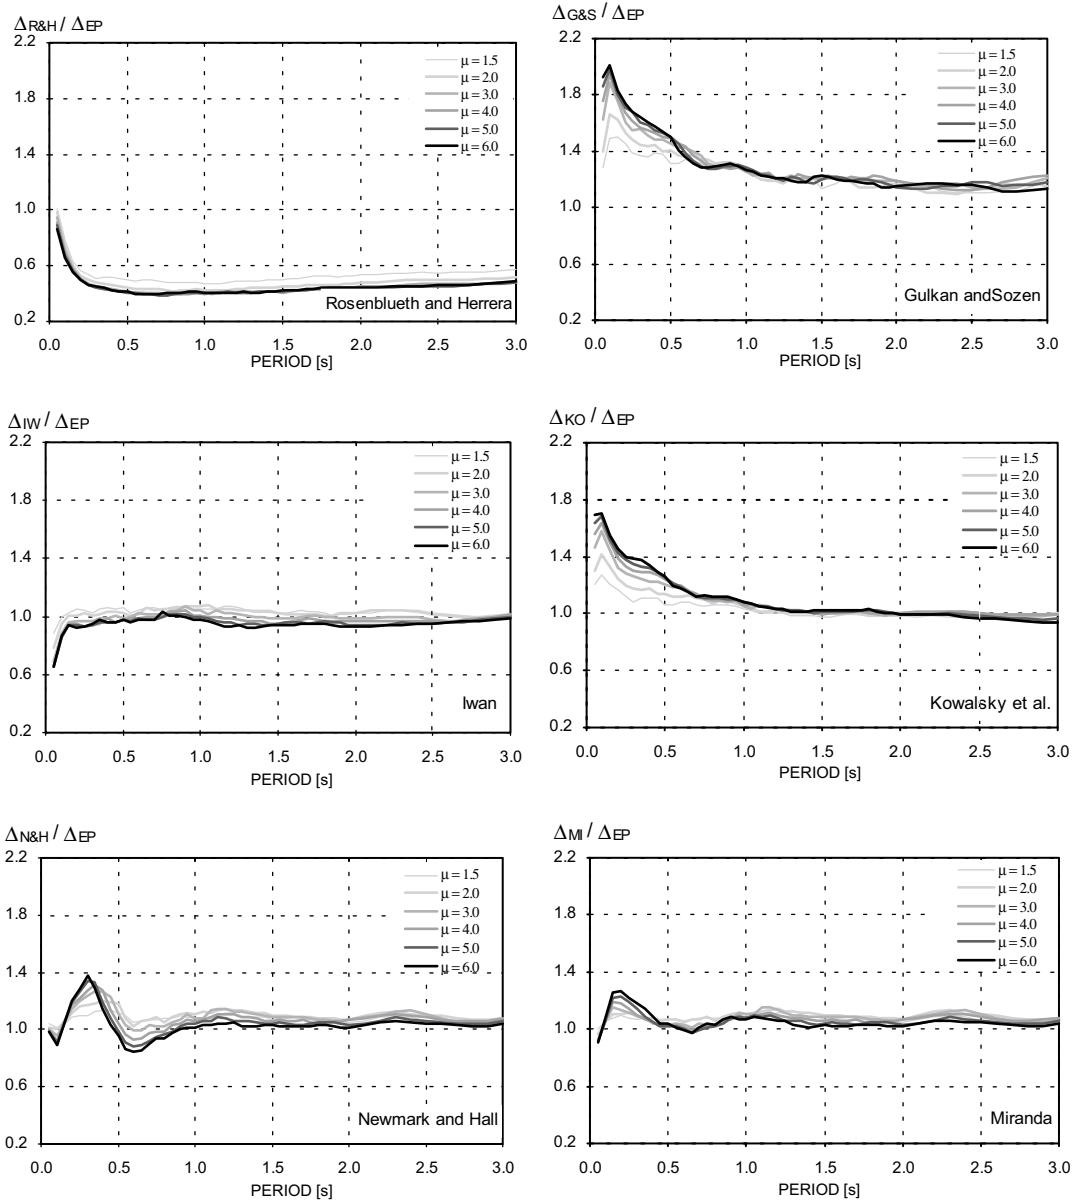 ΔR&H / ΔEP
2.2
1.8
1.4
1.0
0.6
0.2
μ = 1.5
μ = 2.0
μ = 3.0
μ = 4.0
μ = 5.0
μ = 6.0
Rosenblueth and Herrera
0.0 0.5 1.0 1.5 2.0 2.5 3.0
PERIOD [s]
ΔG&S / ΔEP
2.2
1.8
1.4
1.0
0.6
0.2
μ = 1.5
μ = 2.0
μ = 3.0
μ = 4.0
μ = 5.0
μ = 6.0
Gulkan andSozen
0.0 0.5 1.0 1.5 2.0 2.5 3.0
PERIOD [s]
ΔIW / ΔEP
2.2
1.8
1.4
1.0
0.6
0.2
μ = 1.5
μ = 2.0
μ = 3.0
μ = 4.0
μ = 5.0
μ = 6.0
Iwan
0.0 0.5 1.0 1.5 2.0 2.5 3.0
PERIOD [s]
ΔKO / ΔEP
2.2
1.8
1.4
1.0
0.6
0.2
μ = 1.5
μ = 2.0
μ = 3.0
μ = 4.0
μ = 5.0
μ = 6.0
Kowalsky et al.
0.0 0.5 1.0 1.5 2.0 2.5 3.0
PERIOD [s]
ΔN&H / ΔEP
2.2
1.8
1.4
1.0
0.6
0.2
μ = 1.5
μ = 2.0
μ = 3.0
μ = 4.0
μ = 5.0
μ = 6.0
Newmark and Hall
0.0 0.5 1.0 1.5 2.0 2.5 3.0
PERIOD [s]
ΔMI / ΔEP
2.2
1.8
1.4
1.0
0.6
0.2
μ = 1.5
μ = 2.0
μ = 3.0
μ = 4.0
μ = 5.0
μ = 6.0
Miranda
0.0 0.5 1.0 1.5 2.0 2.5 3.0
PERIOD [s]